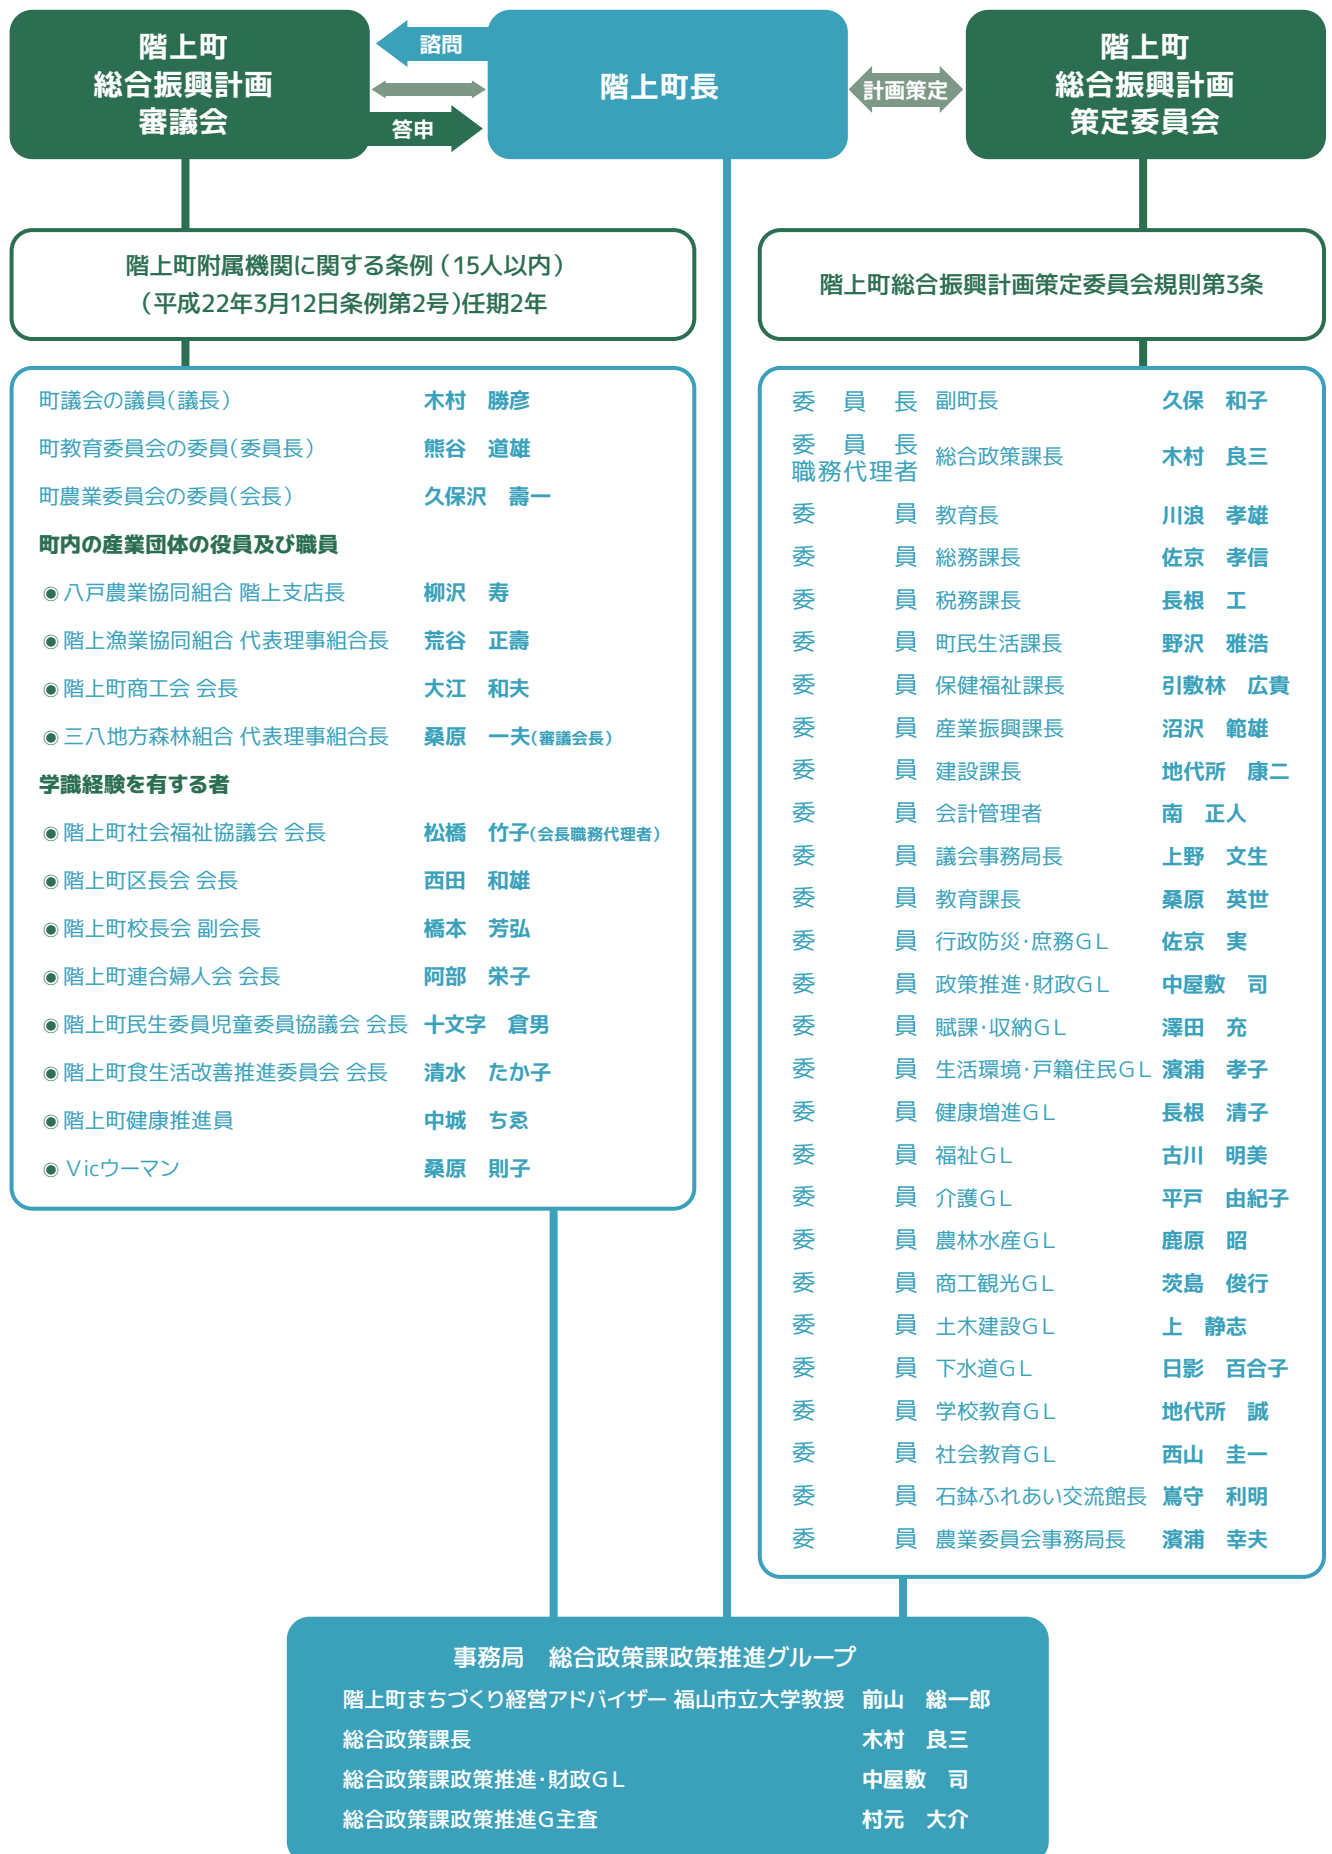 階上町
総合振興計画
審議会
諮問
答申
階上町長
計画策定
階上町
総合振興計画
策定委員会
階上町附属機関に関する条例（15人以内）
（平成22年3月12日条例第2号）任期2年
町議会の議員（議長）　木村　勝彦
町教育委員会の委員（委員長）　熊谷　道雄
町農業委員会の委員（会長）　久保沢　壽一
町内の産業団体の役員及び職員
◉八戸農業協同組合 階上支店長　柳沢　寿
◉階上漁業協同組合 代表理事組合長　荒谷　正壽
◉階上町商工会 会長　大江　和夫
◉三八地方森林組合 代表理事組合長　桑原　一夫（審議会長）
学識経験を有する者
◉階上町社会福祉協議会 会長　松橋　竹子（会長職務代理者）
◉階上町区長会 会長　西田　和雄
◉階上町校長会 副会長　橋本　芳弘
◉階上町連合婦人会 会長　阿部　栄子
◉階上町民生委員児童委員協議会 会長　十文字　倉男
◉階上町食生活改善推進委員会 会長　清水　たか子
◉階上町健康推進員　中城　ちゑ
◉Vicウーマン　桑原　則子
階上町総合振興計画策定委員会規則第3条
委員長　副町長　久保　和子
委員長
職務代理者　総合政策課長　木村　良三
委員　教育長　川浪　孝雄
委員　総務課長　佐京　孝信
委員　税務課長　長根　工
委員　町民生活課長　野沢　雅浩
委員　保健福祉課長　引敷林　広貴
委員　産業振興課長　沼沢　範雄
委員　建設課長　地代所　康二
委員　会計管理者　南　正人
委員　議会事務局長　上野　文生
委員　教育課長　桑原　英世
委員　行政防災・庶務GL　佐京　実
委員　政策推進・財政GL　中屋敷　司
委員　賦課・収納GL　澤田　充
委員　生活環境・戸籍住民GL　濱浦　孝子
委員　健康増進GL　長根　清子
委員　福祉GL　古川　明美
委員　介護GL　平戸　由紀子
委員　農林水産GL　鹿原　昭
委員　商工観光GL　茨島　俊行
委員　土木建設GL　上　静志
委員　下水道GL　日影　百合子
委員　学校教育GL　地代所　誠
委員　社会教育GL　西山　圭一
委員　石鉢ふれあい交流館長　嶌守　利明
委員　農業委員会事務局長　濱浦　幸夫
事務局　総合政策課政策推進グループ
階上町まちづくり経営アドバイザー 福山市立大学教授　前山　総一郎
総合政策課長　木村　良三
総合政策課政策推進・財政GL　中屋敷　司
総合政策課政策推進G主査　村元　大介